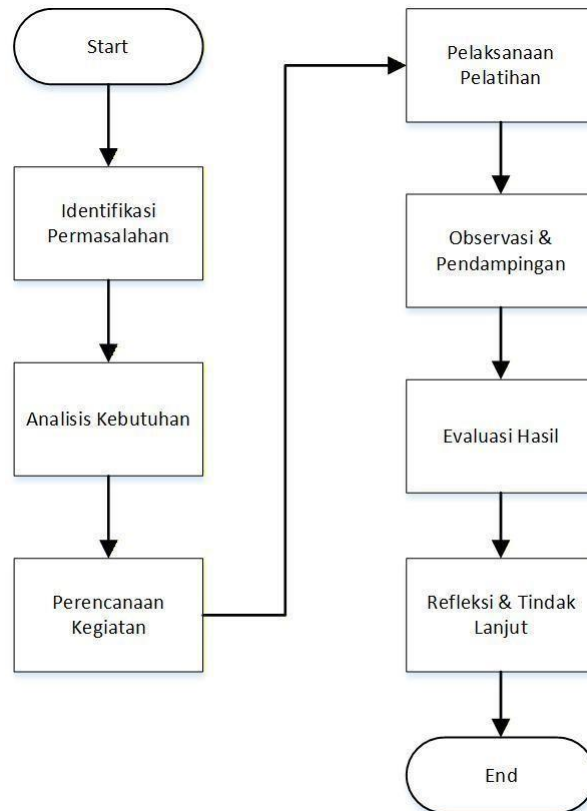 Start
Identifikasi
Permasalahan
Analisis Kebutuhan
Perencanaan
Kegiatan
Pelaksanaan
Pelatihan
Observasi &
Pendampingan
Evaluasi Hasil
Refleksi & Tindak
Lanjut
End